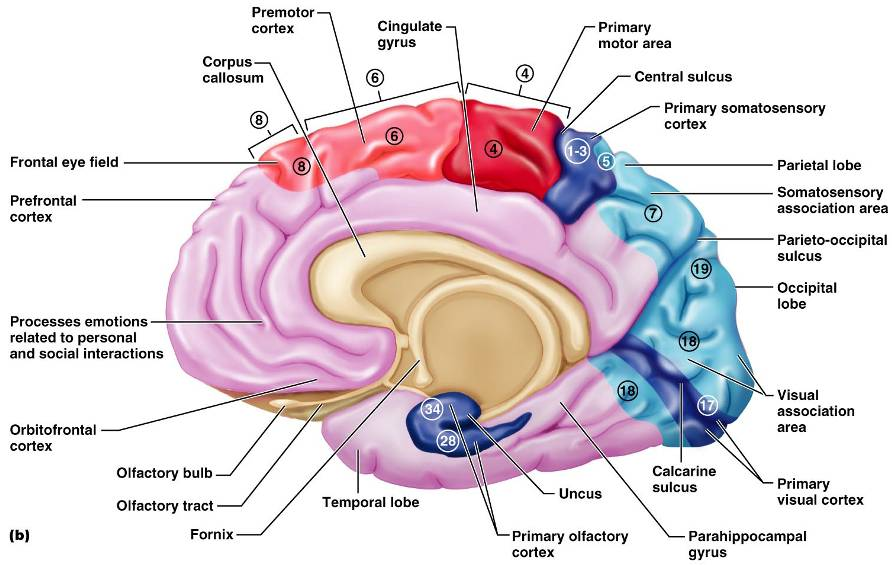 Premotor
cortex
Cingulate
gyrus
Primary
motor area
Corpus
callosum
6
4
Central sulcus
8
Primary somatosensory
cortex
Frontal eye field
8
6
4
1-3
5
Parietal lobe
Prefrontal
cortex
7
Somatosensory
association area
Parieto-occipital
sulcus
19
Occipital
lobe
Processes emotions
related to personal
and social interactions
18
18
17
Visual
association
area
34
28
Orbitofrontal
cortex
Olfactory bulb
Olfactory tract
Fornix
Temporal lobe
Uncus
Calcarine
sulcus
Primary
visual cortex
(b)
Primary olfactory
cortex
Parahippocampal
gyrus